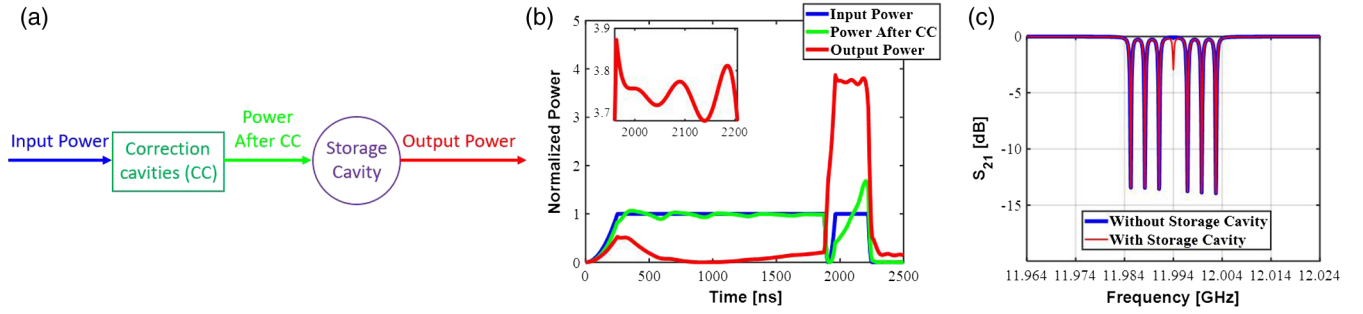 (a)
Input Power
Correction
cavities (CC)
Power
After CC
Storage
Cavity
Output Power
(b)
Normalized Power
5
4
3
2
1
0
0
500
1000
1500
2000
2500
Time [ns]
Input Power
Power After CC
Output Power
3.9
3.8
3.7
2000
2100
2200
(c)
S21 [dB]
0
-5
-10
-15
11.964
11.974
11.984
11.994
12.004
12.014
12.024
Frequency [GHz]
Without Storage Cavity
With Storage Cavity